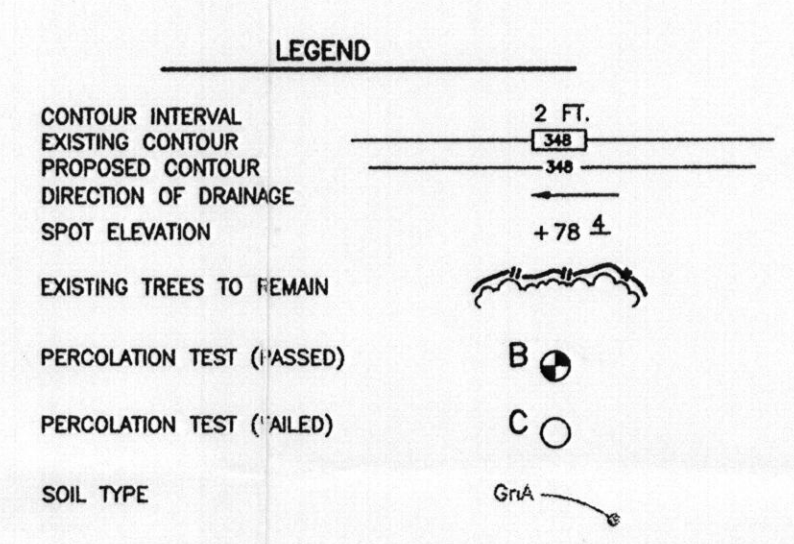 LEGEND
CONTOUR INTERVAL 2 FT.
EXISTING CONTOUR 348
PROPOSED CONTOUR 348
DIRECTION OF DRAINAGE
SPOT ELEVATION +78 4
EXISTING TREES TO REMAIN
PERCOLATION TEST (PASSED) B
PERCOLATION TEST (FAILED) C
SOIL TYPE GnA